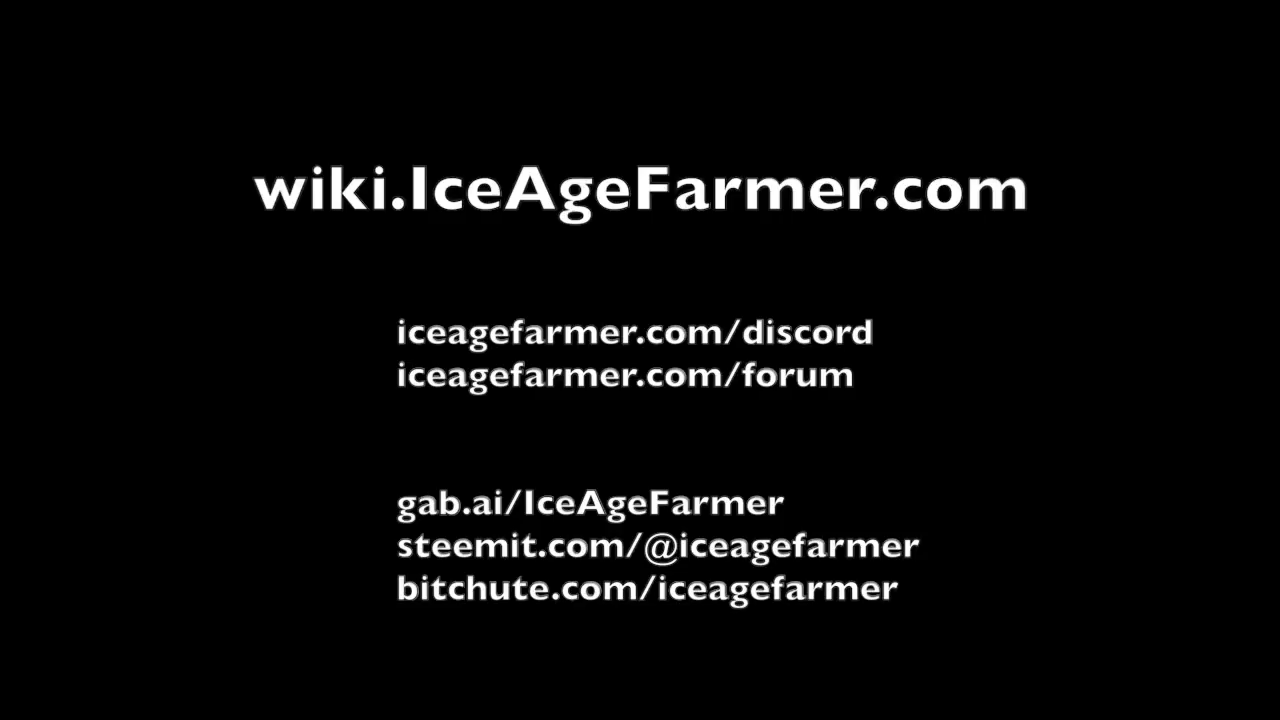 wiki.IceAgeFarmer.com
iceagefarmer.com/discord
iceagefarmer.com/forum
gab.ai/IceAgeFarmer
steemit.com/@iceagefarmer
bitchute.com/iceagefarmer